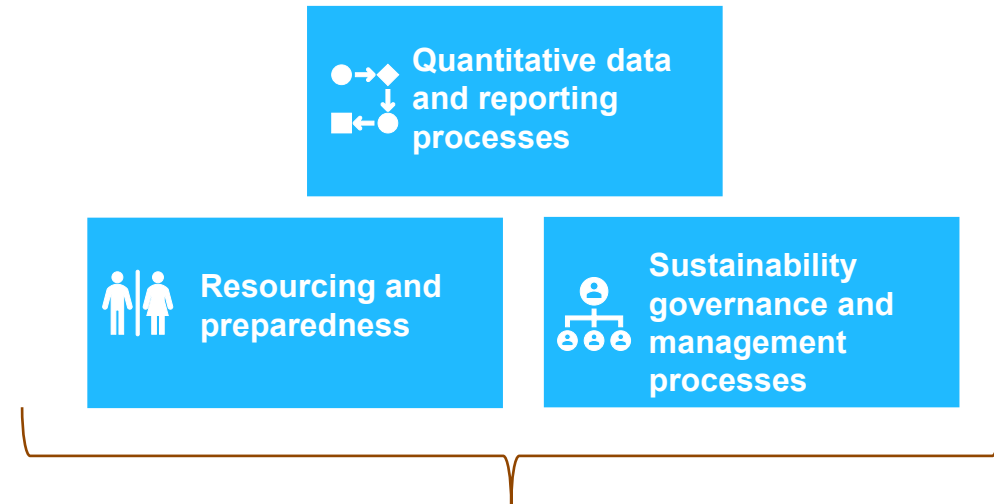 Quantitative data
and reporting
processes
Resourcing and
preparedness
Sustainability
governance and
management
processes